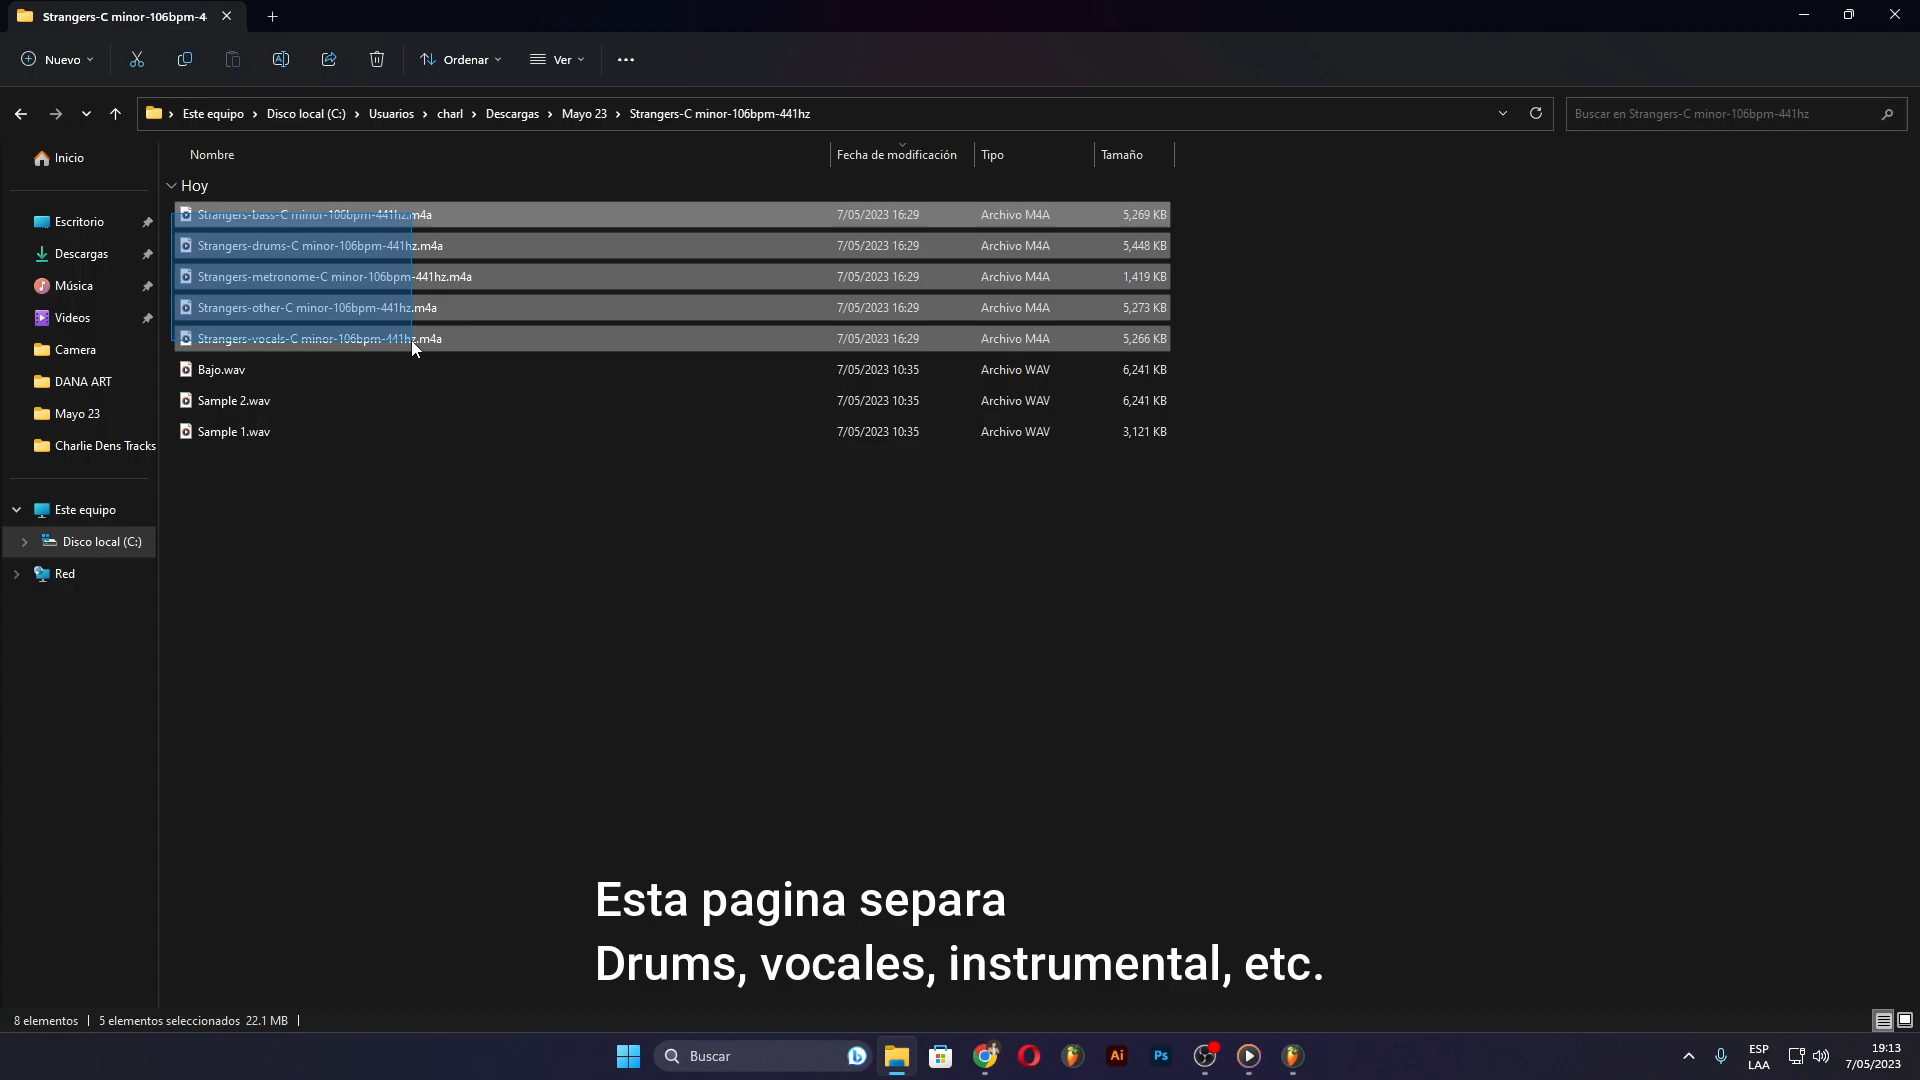 Strangers-C minor-106bpm-4
Nuevo
Ordenar
Ver
Este equipo
Disco local (C:)
Usuarios
charl
Descargas
Mayo 23
Strangers-C minor-106bpm-441hz
Buscar en Strangers-C minor-106bpm-441hz
Inicio
Escritorio
Descargas
Música
Videos
Camera
DANA ART
Mayo 23
Charlie Dens Tracks
Este equipo
Disco local (C:)
Red
Nombre Fecha de modificación Tipo Tamaño
Hoy
Strangers-bass-C minor-106bpm-441hz.m4a 7/05/2023 16:29 Archivo M4A 5,269 KB
Strangers-drums-C minor-106bpm-441hz.m4a 7/05/2023 16:29 Archivo M4A 5,448 KB
Strangers-metronome-C minor-106bpm-441hz.m4a 7/05/2023 16:29 Archivo M4A 1,419 KB
Strangers-other-C minor-106bpm-441hz.m4a 7/05/2023 16:29 Archivo M4A 5,273 KB
Strangers-vocals-C minor-106bpm-441hz.m4a 7/05/2023 16:29 Archivo M4A 5,266 KB
Bajo.wav 7/05/2023 10:35 Archivo WAV 6,241 KB
Sample 2.wav 7/05/2023 10:35 Archivo WAV 6,241 KB
Sample 1.wav 7/05/2023 10:35 Archivo WAV 3,121 KB
Esta pagina separa
Drums, vocales, instrumental, etc.
8 elementos 5 elementos seleccionados 22.1 MB
Buscar
Ai
Ps
ESP
LAA
19:13
7/05/2023